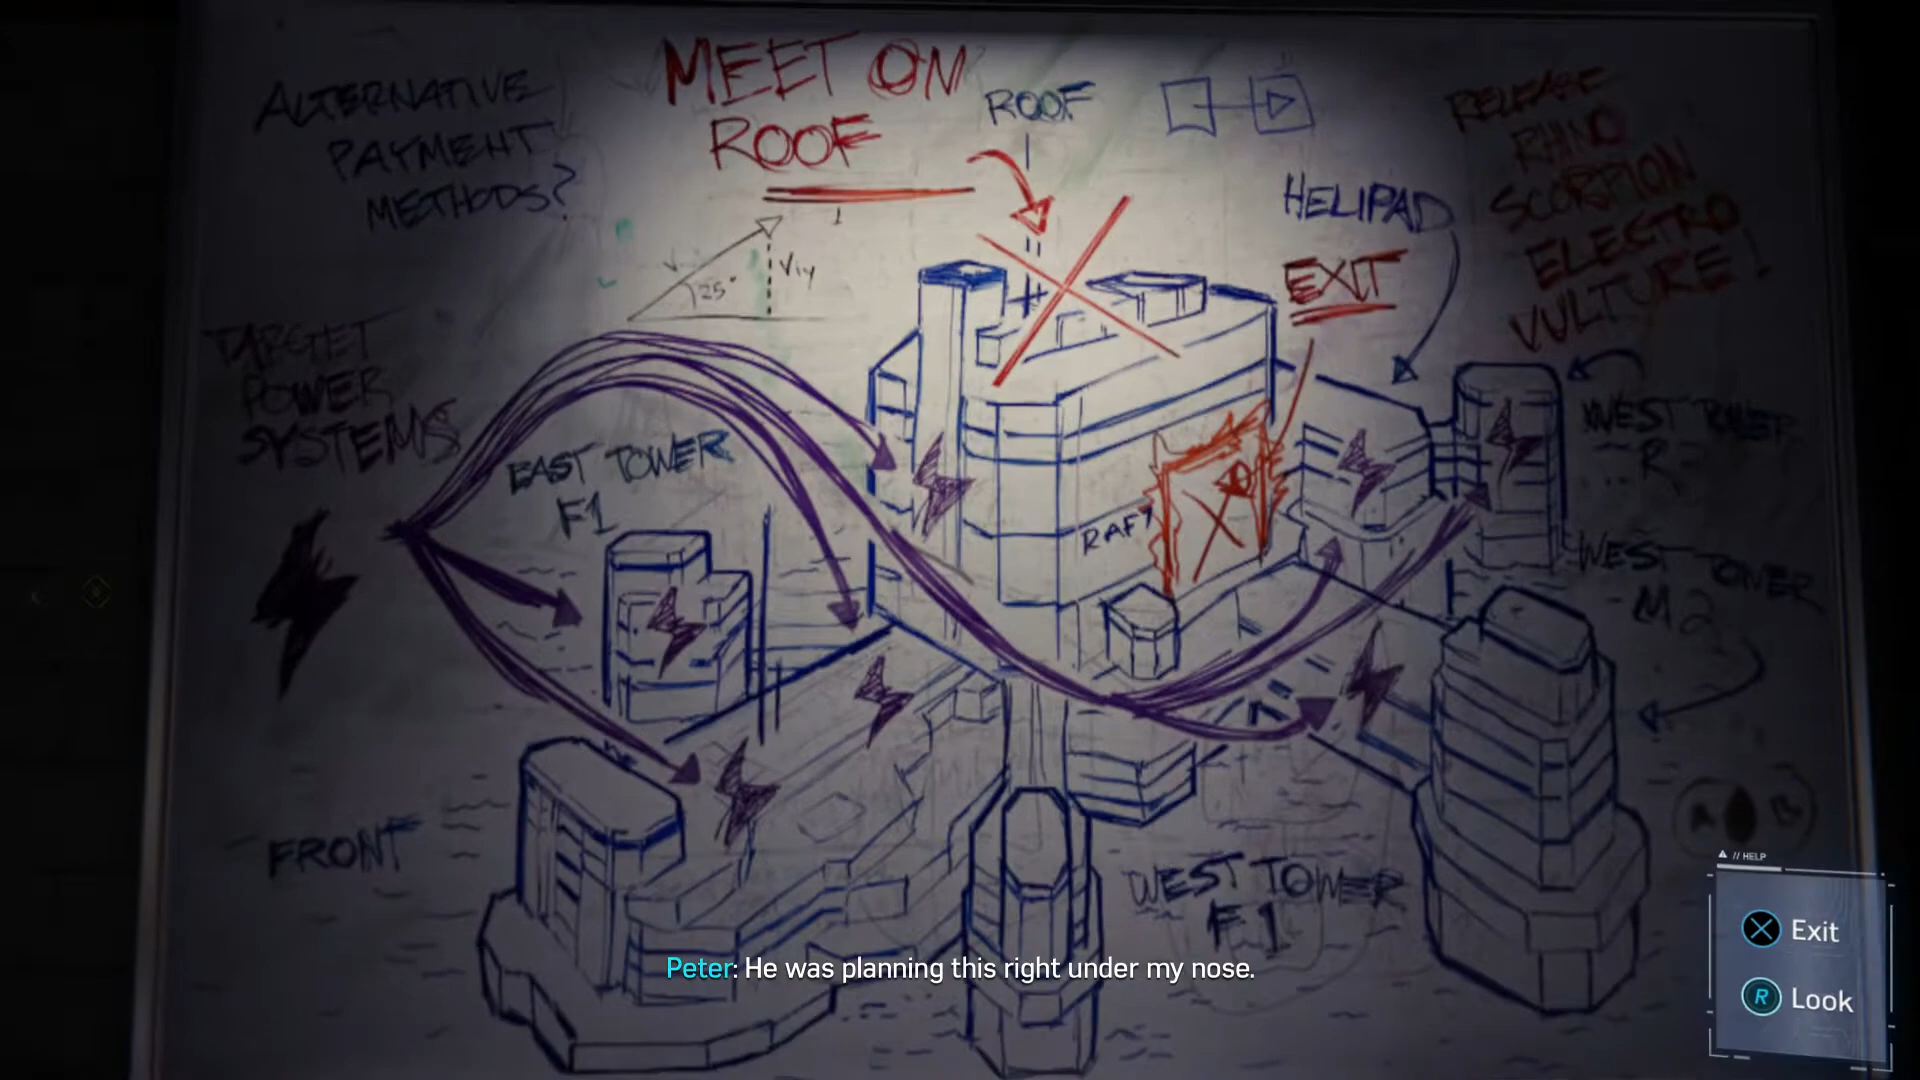 ALTERNATIVE
PAYMENT
METHODS?
MEET ON
ROOF
ROOF
HELIPAD
EXIT
RELEASE
RHINO
SCORPION
ELECTRO
VULTURE!
V
25°
Viy
TARGET
POWER
SYSTEMS
EAST TOWER
F1
RAFT
WEST TOWER
WEST TOWER
M2
FRONT
WEST TOWER
F1
// HELP
Exit
R Look
Peter: He was planning this right under my nose.